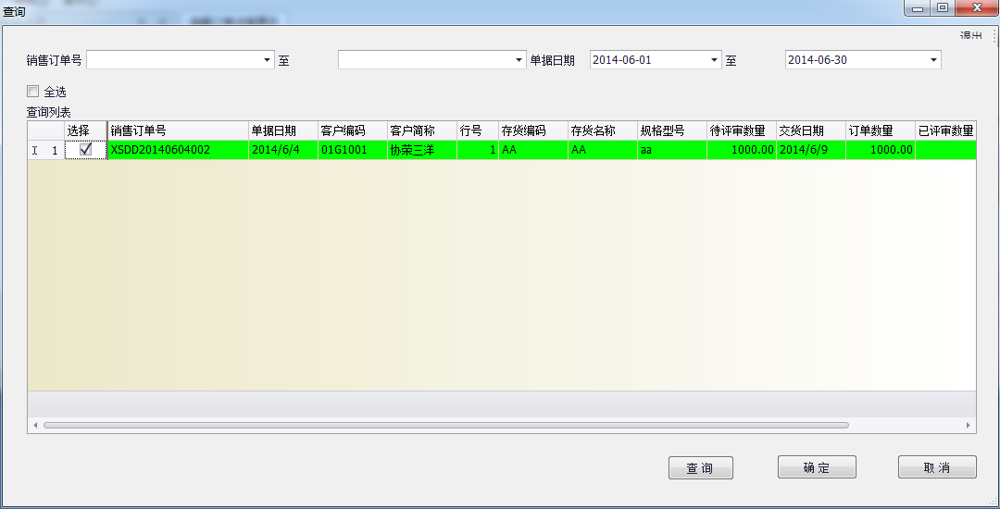 查询
退出
销售订单号 至 单据日期 2014-06-01 至 2014-06-30
全选
查询列表
选择 销售订单号 单据日期 客户编码 客户简称 行号 存货编码 存货名称 规格型号 待评审数量 交货日期 订单数量 已评审数量
1 XSDD20140604002 2014/6/4 01G1001 协荣三洋 1 AA AA aa 1000.00 2014/6/9 1000.00
查询 确定 取消